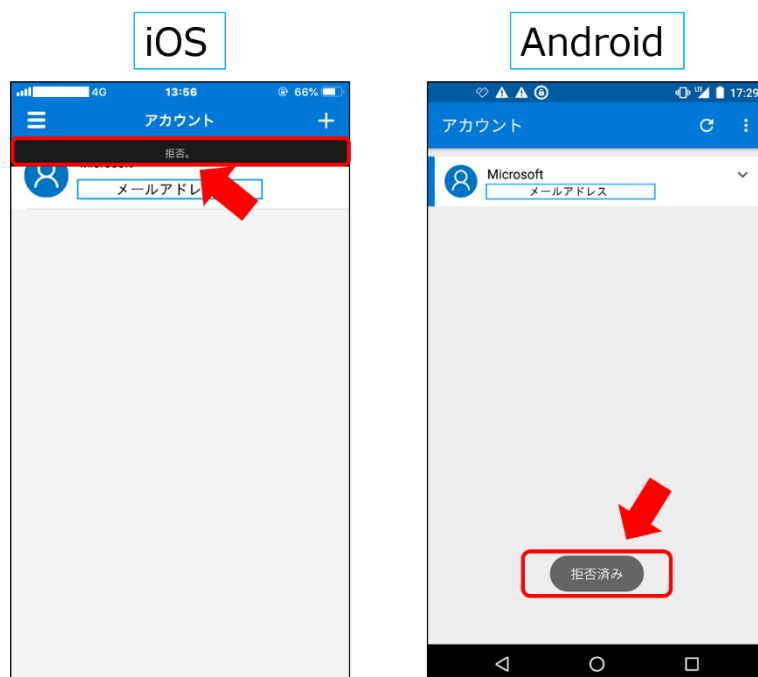 iOS
4G 13:56 66%
アカウント
拒否。
メールアドレ
Android
17:29
アカウント
Microsoft
メールアドレス
拒否済み